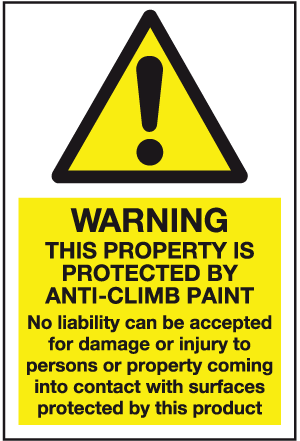 WARNING
THIS PROPERTY IS
PROTECTED BY
ANTI-CLIMB PAINT
No liability can be accepted
for damage or injury to
persons or property coming
into contact with surfaces
protected by this product